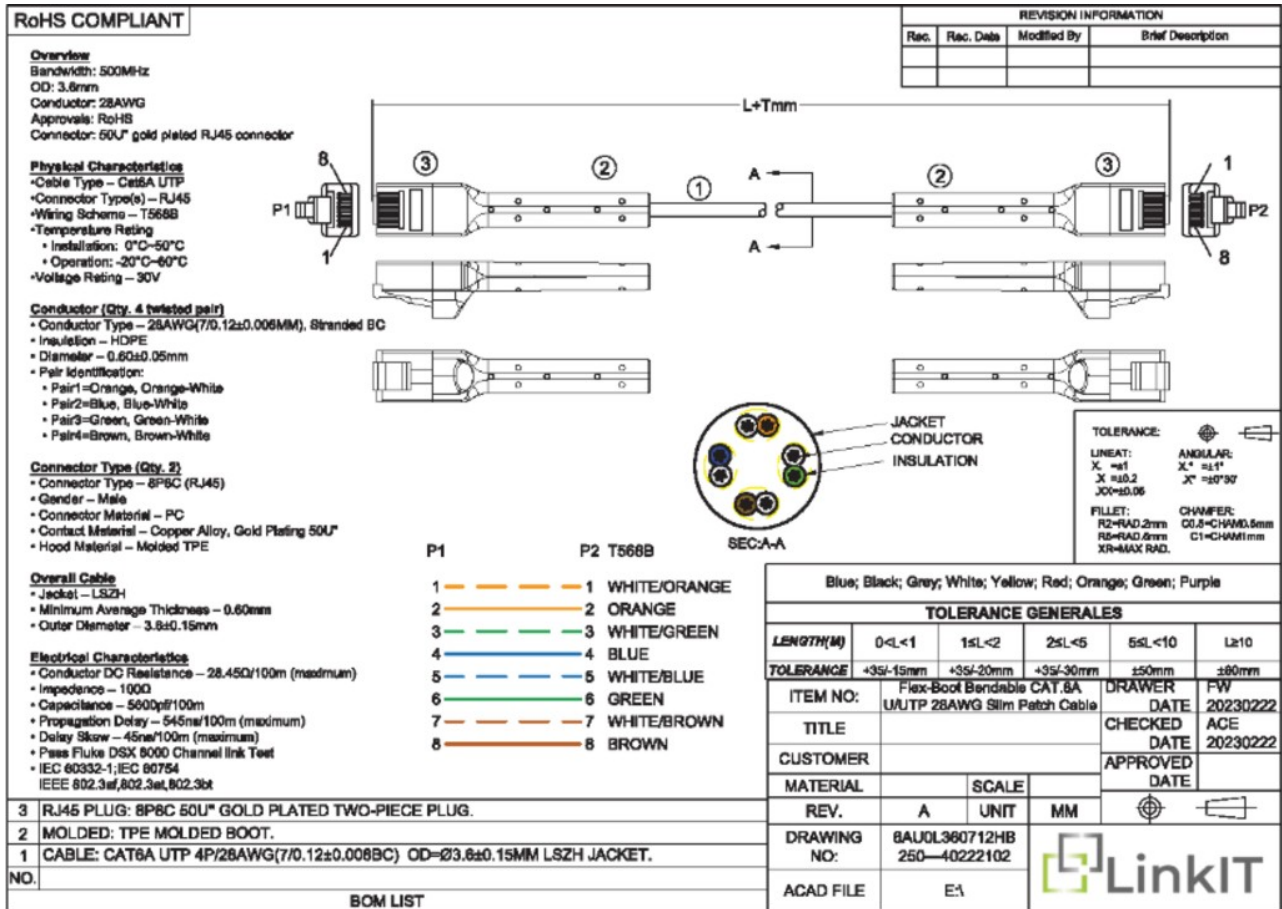 RoHS COMPLIANT
REVISION INFORMATION
Rec. Rec. Date Modified By Brief Description
Overview
Bandwidth: 500MHz
OD: 3.6mm
Conductor: 28AWG
Approvals: RoHS
Connector: 50U" gold plated RJ45 connector
Physical Characteristics
•Cable Type – Cat6A UTP
•Connector Type(s) – RJ45
•Wiring Scheme – T568B
•Temperature Rating
• Installation: 0°C~50°C
• Operation: -20°C~60°C
•Voltage Rating – 30V
Conductor (Qty. 4 twisted pair)
• Conductor Type – 28AWG(7/0.12±0.008MM), Stranded BC
• Insulation – HDPE
• Diameter – 0.60±0.05mm
• Pair Identification:
• Pair1=Orange, Orange-White
• Pair2=Blue, Blue-White
• Pair3=Green, Green-White
• Pair4=Brown, Brown-White
Connector Type (Qty. 2)
• Connector Type – 8P8C (RJ45)
• Gender – Male
• Connector Material – PC
• Contact Material – Copper Alloy, Gold Plating 50U"
• Hood Material – Molded TPE
Overall Cable
• Jacket – LSZH
• Minimum Average Thickness – 0.60mm
• Outer Diameter – 3.6±0.15mm
Electrical Characteristics
• Conductor DC Resistance – 28.45Ω/100m (maximum)
• Impedance – 100Ω
• Capacitance – 5600pf/100m
• Propagation Delay – 545ns/100m (maximum)
• Delay Skew – 45ns/100m (maximum)
• Pass Fluke DSX 8000 Channel link Test
• IEC 60332-1;IEC 60754
IEEE 802.3af,802.3at,802.3bt
L+Tmm
8 3 2 1 A 2 3 1
P1 P2
1 A 8
JACKET
CONDUCTOR
INSULATION
SEC:A-A
TOLERANCE:
LINEAT: ANGULAR:
X. =±1 X.° =±1°
.X =±0.2 .X° =±0°30'
.XX=±0.05
FILLET: CHAMFER:
R2=RAD.2mm C0.5=CHAM0.5mm
R6=RAD.6mm C1=CHAM1mm
XR=MAX RAD.
P1 P2 T568B
1 1 WHITE/ORANGE
2 2 ORANGE
3 3 WHITE/GREEN
4 4 BLUE
5 5 WHITE/BLUE
6 6 GREEN
7 7 WHITE/BROWN
8 8 BROWN
Blue; Black; Grey; White; Yellow; Red; Orange; Green; Purple
TOLERANCE GENERALES
LENGTH(M) 0<L<1 1≤L<2 2≤L<5 5≤L<10 L≥10
TOLERANCE +35/-15mm +35/-20mm +35/-30mm ±50mm ±80mm
ITEM NO: Flex-Boot Bendable CAT.6A U/UTP 28AWG Slim Patch Cable
DRAWER FW
DATE 20230222
TITLE
CHECKED ACE
DATE 20230222
CUSTOMER
APPROVED
DATE
MATERIAL SCALE
REV. A UNIT MM
DRAWING NO: 6AU0L360712HB
250—40222102
ACAD FILE E:\
LinkIT
3 RJ45 PLUG: 8P8C 50U" GOLD PLATED TWO-PIECE PLUG.
2 MOLDED: TPE MOLDED BOOT.
1 CABLE: CAT6A UTP 4P/28AWG(7/0.12±0.008BC) OD=Ø3.6±0.15MM LSZH JACKET.
NO.
BOM LIST